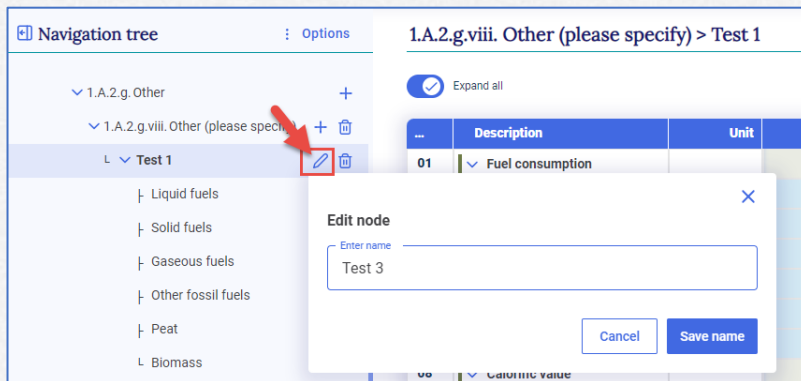 Navigation tree
Options
1.A.2.g.viii. Other (please specify) > Test 1
Expand all
1.A.2.g. Other
1.A.2.g.viii. Other (please specify)
Test 1
... Description Unit
01 Fuel consumption
Liquid fuels
Solid fuels
Gaseous fuels
Other fossil fuels
Peat
Biomass
Edit node
Enter name
Test 3
Cancel
Save name
08 Calorific value